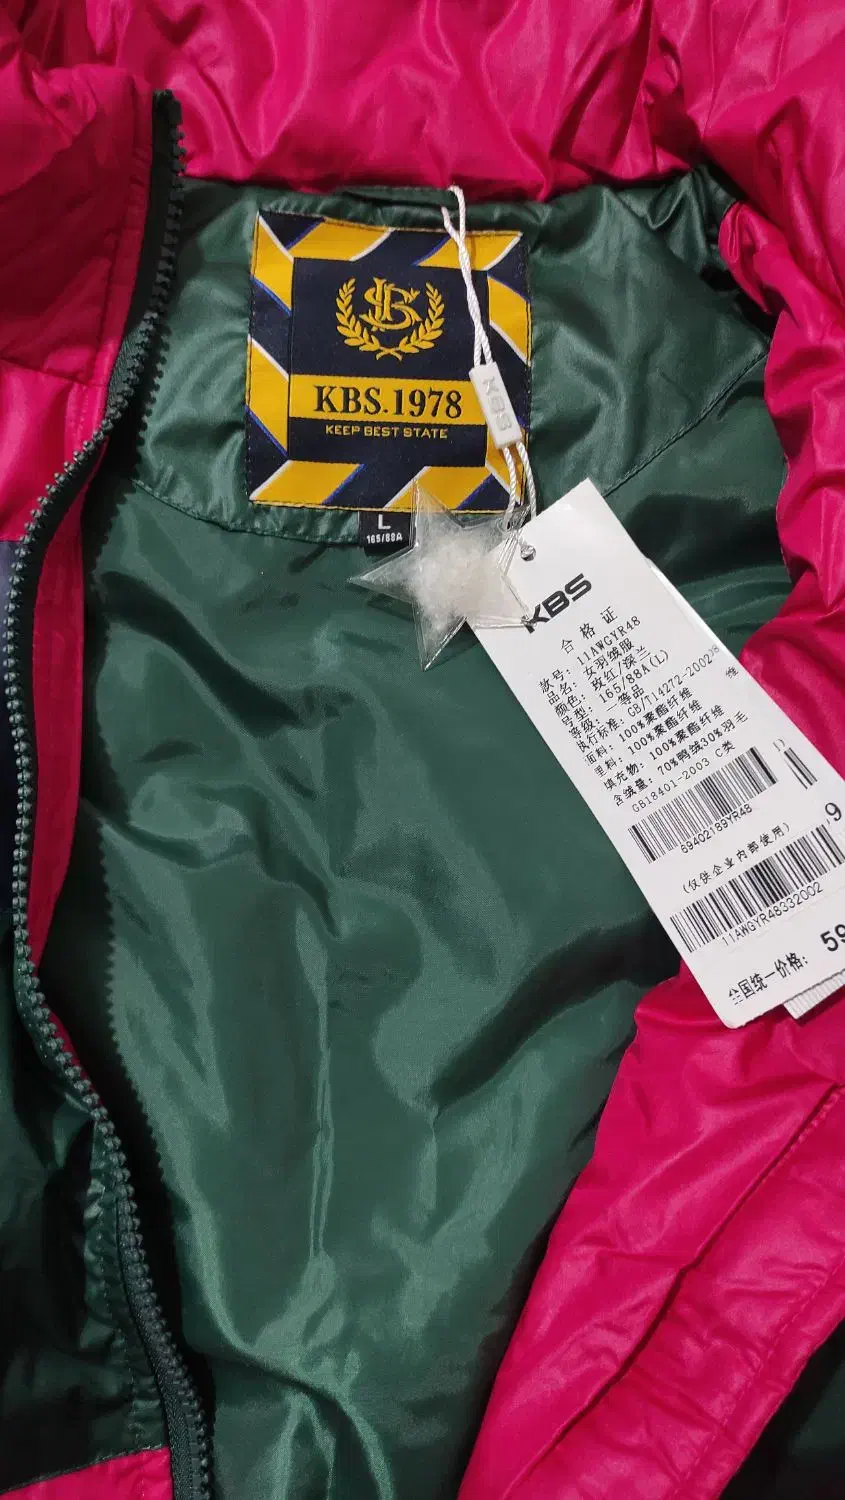 KBS.1978
KEEP BEST STATE
KBS
L
165/88A
KBS
合格证
款号: 11AWGYR48
品名: 女羽绒服
颜色: 玫红/深兰
号型: 165/88A(L)
等级: 一等品
执行标准: GB/T14272-2002
面料: 100%聚酯纤维
里料: 100%聚酯纤维
填充物: 100%聚酯纤维
含绒量: 70%鸭绒30%羽毛
GB18401-2003 C类
69402189YR48
(仅供企业内部使用)
11AWGYR48332002
全国统一价格: 59